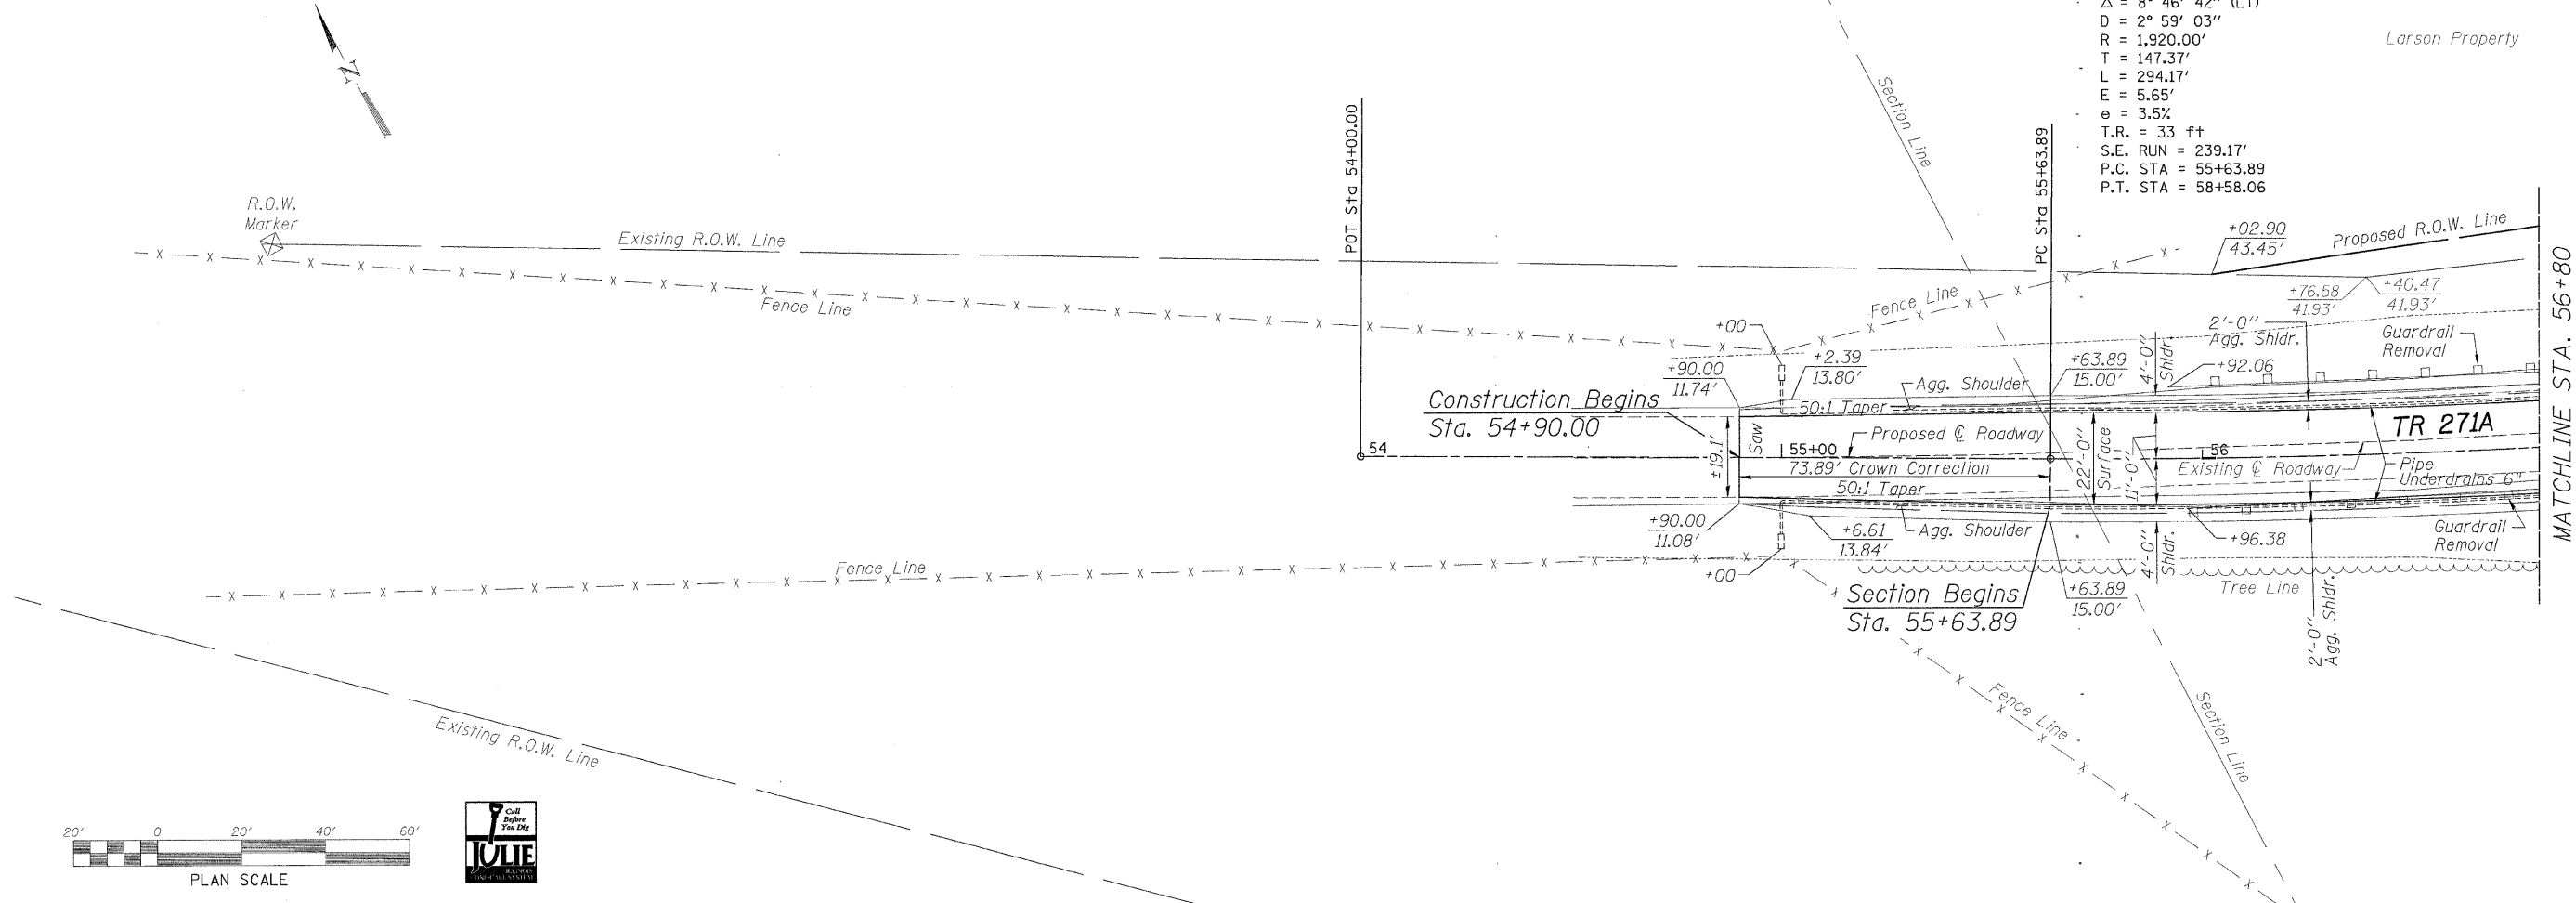 Δ = 8° 46' 42" (LT)
D = 2° 59' 03"
R = 1,920.00'
T = 147.37'
L = 294.17'
E = 5.65'
e = 3.5%
T.R. = 33 ft
S.E. RUN = 239.17'
P.C. STA = 55+63.89
P.T. STA = 58+58.06
Larson Property
N
Section Line
POT Sta 54+00.00
PC Sta 55+63.89
R.O.W.
Marker
Existing R.O.W. Line
Fence Line
Fence Line
+02.90
43.45'
Proposed R.O.W. Line
+76.58
41.93'
+40.47
41.93'
MATCHLINE STA. 56+80
+00
+2.39
13.80'
+90.00
11.74'
+63.89
15.00'
4'-0"
Shldr.
2'-0"
Agg. Shldr.
+92.06
Guardrail
Removal
Construction Begins
Sta. 54+90.00
Agg. Shoulder
50:1 Taper
TR 271A
54
±19.1'
Saw
55+00
Proposed ℄ Roadway
73.89' Crown Correction
50:1 Taper
22'-0"
Surface
11'-0"
56
Existing ℄ Roadway
Pipe
Underdrains 6"
+90.00
11.08'
+6.61
13.84'
Agg. Shoulder
+00
4'-0"
Shldr.
+96.38
Guardrail
Removal
Fence Line
Section Begins
Sta. 55+63.89
+63.89
15.00'
Tree Line
2'-0"
Agg. Shldr.
Fence Line
Section Line
Existing R.O.W. Line
20' 0 20' 40' 60'
PLAN SCALE
Call
Before
You Dig
JULIE
ILLINOIS
ONE-CALL SYSTEM